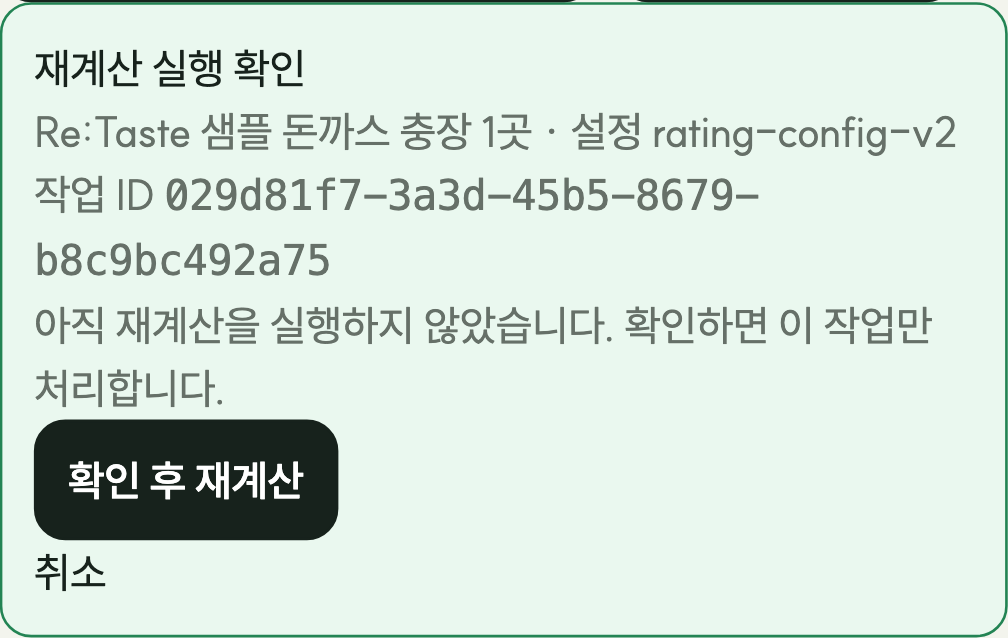 재계산 실행 확인
Re:Taste 샘플 돈까스 충장 1곳 · 설정 rating-config-v2
작업 ID 029d81f7-3a3d-45b5-8679-
b8c9bc492a75
아직 재계산을 실행하지 않았습니다. 확인하면 이 작업만
처리합니다.
확인 후 재계산
취소